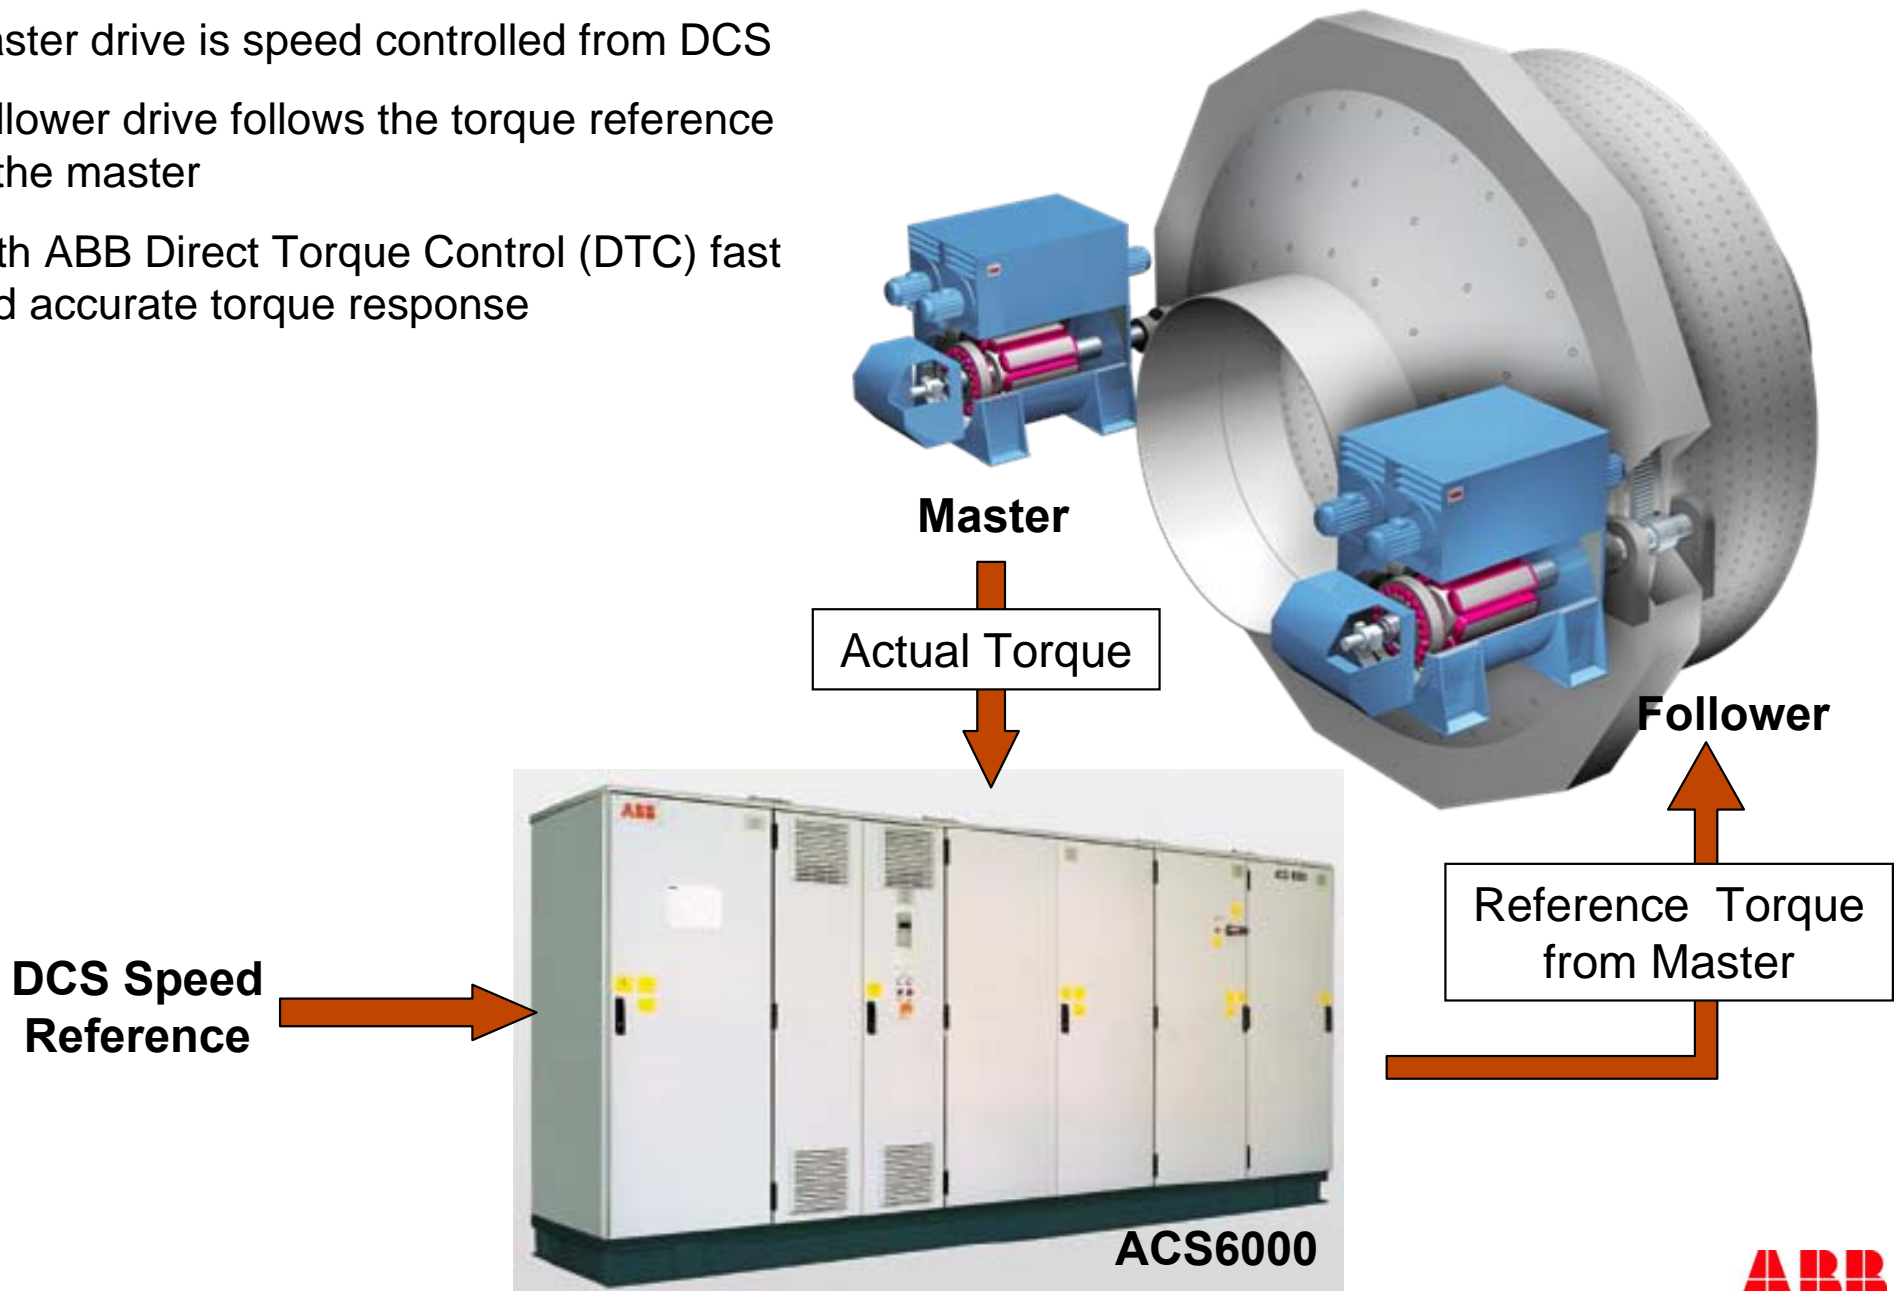 aster drive is speed controlled from DCS
llower drive follows the torque reference
the master
th ABB Direct Torque Control (DTC) fast
d accurate torque response
Master
Actual Torque
Follower
ABB
Reference Torque
from Master
DCS Speed
Reference
ACS6000
ABB